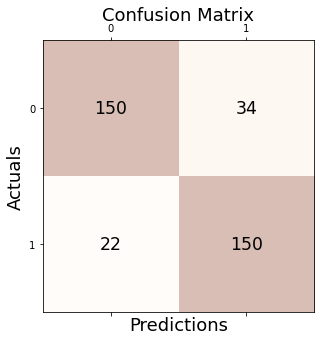 Confusion Matrix
0 1
0 150 34
Actuals
1 22 150
Predictions